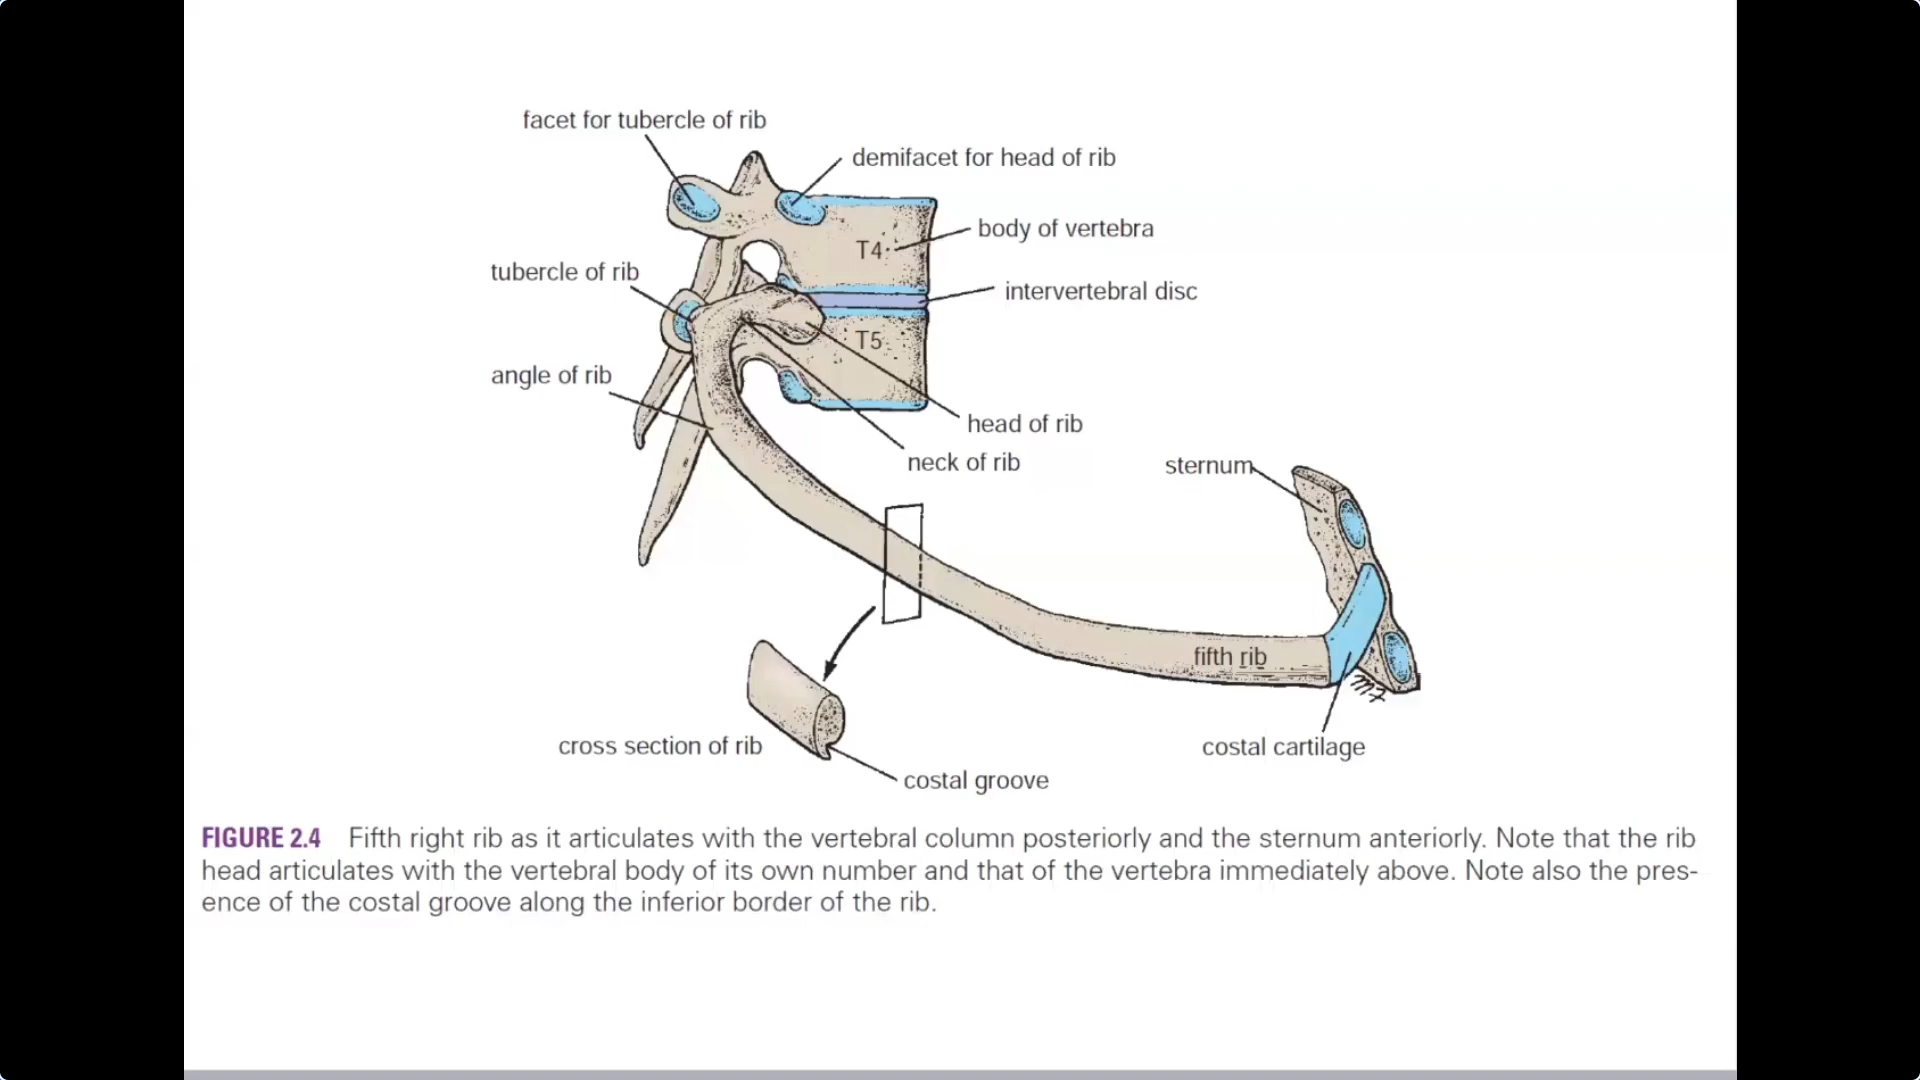 facet for tubercle of rib
demifacet for head of rib
body of vertebra
T4
tubercle of rib
intervertebral disc
T5
angle of rib
head of rib
neck of rib
sternum
fifth rib
cross section of rib
costal cartilage
costal groove
FIGURE 2.4 Fifth right rib as it articulates with the vertebral column posteriorly and the sternum anteriorly. Note that the rib
head articulates with the vertebral body of its own number and that of the vertebra immediately above. Note also the pres-
ence of the costal groove along the inferior border of the rib.